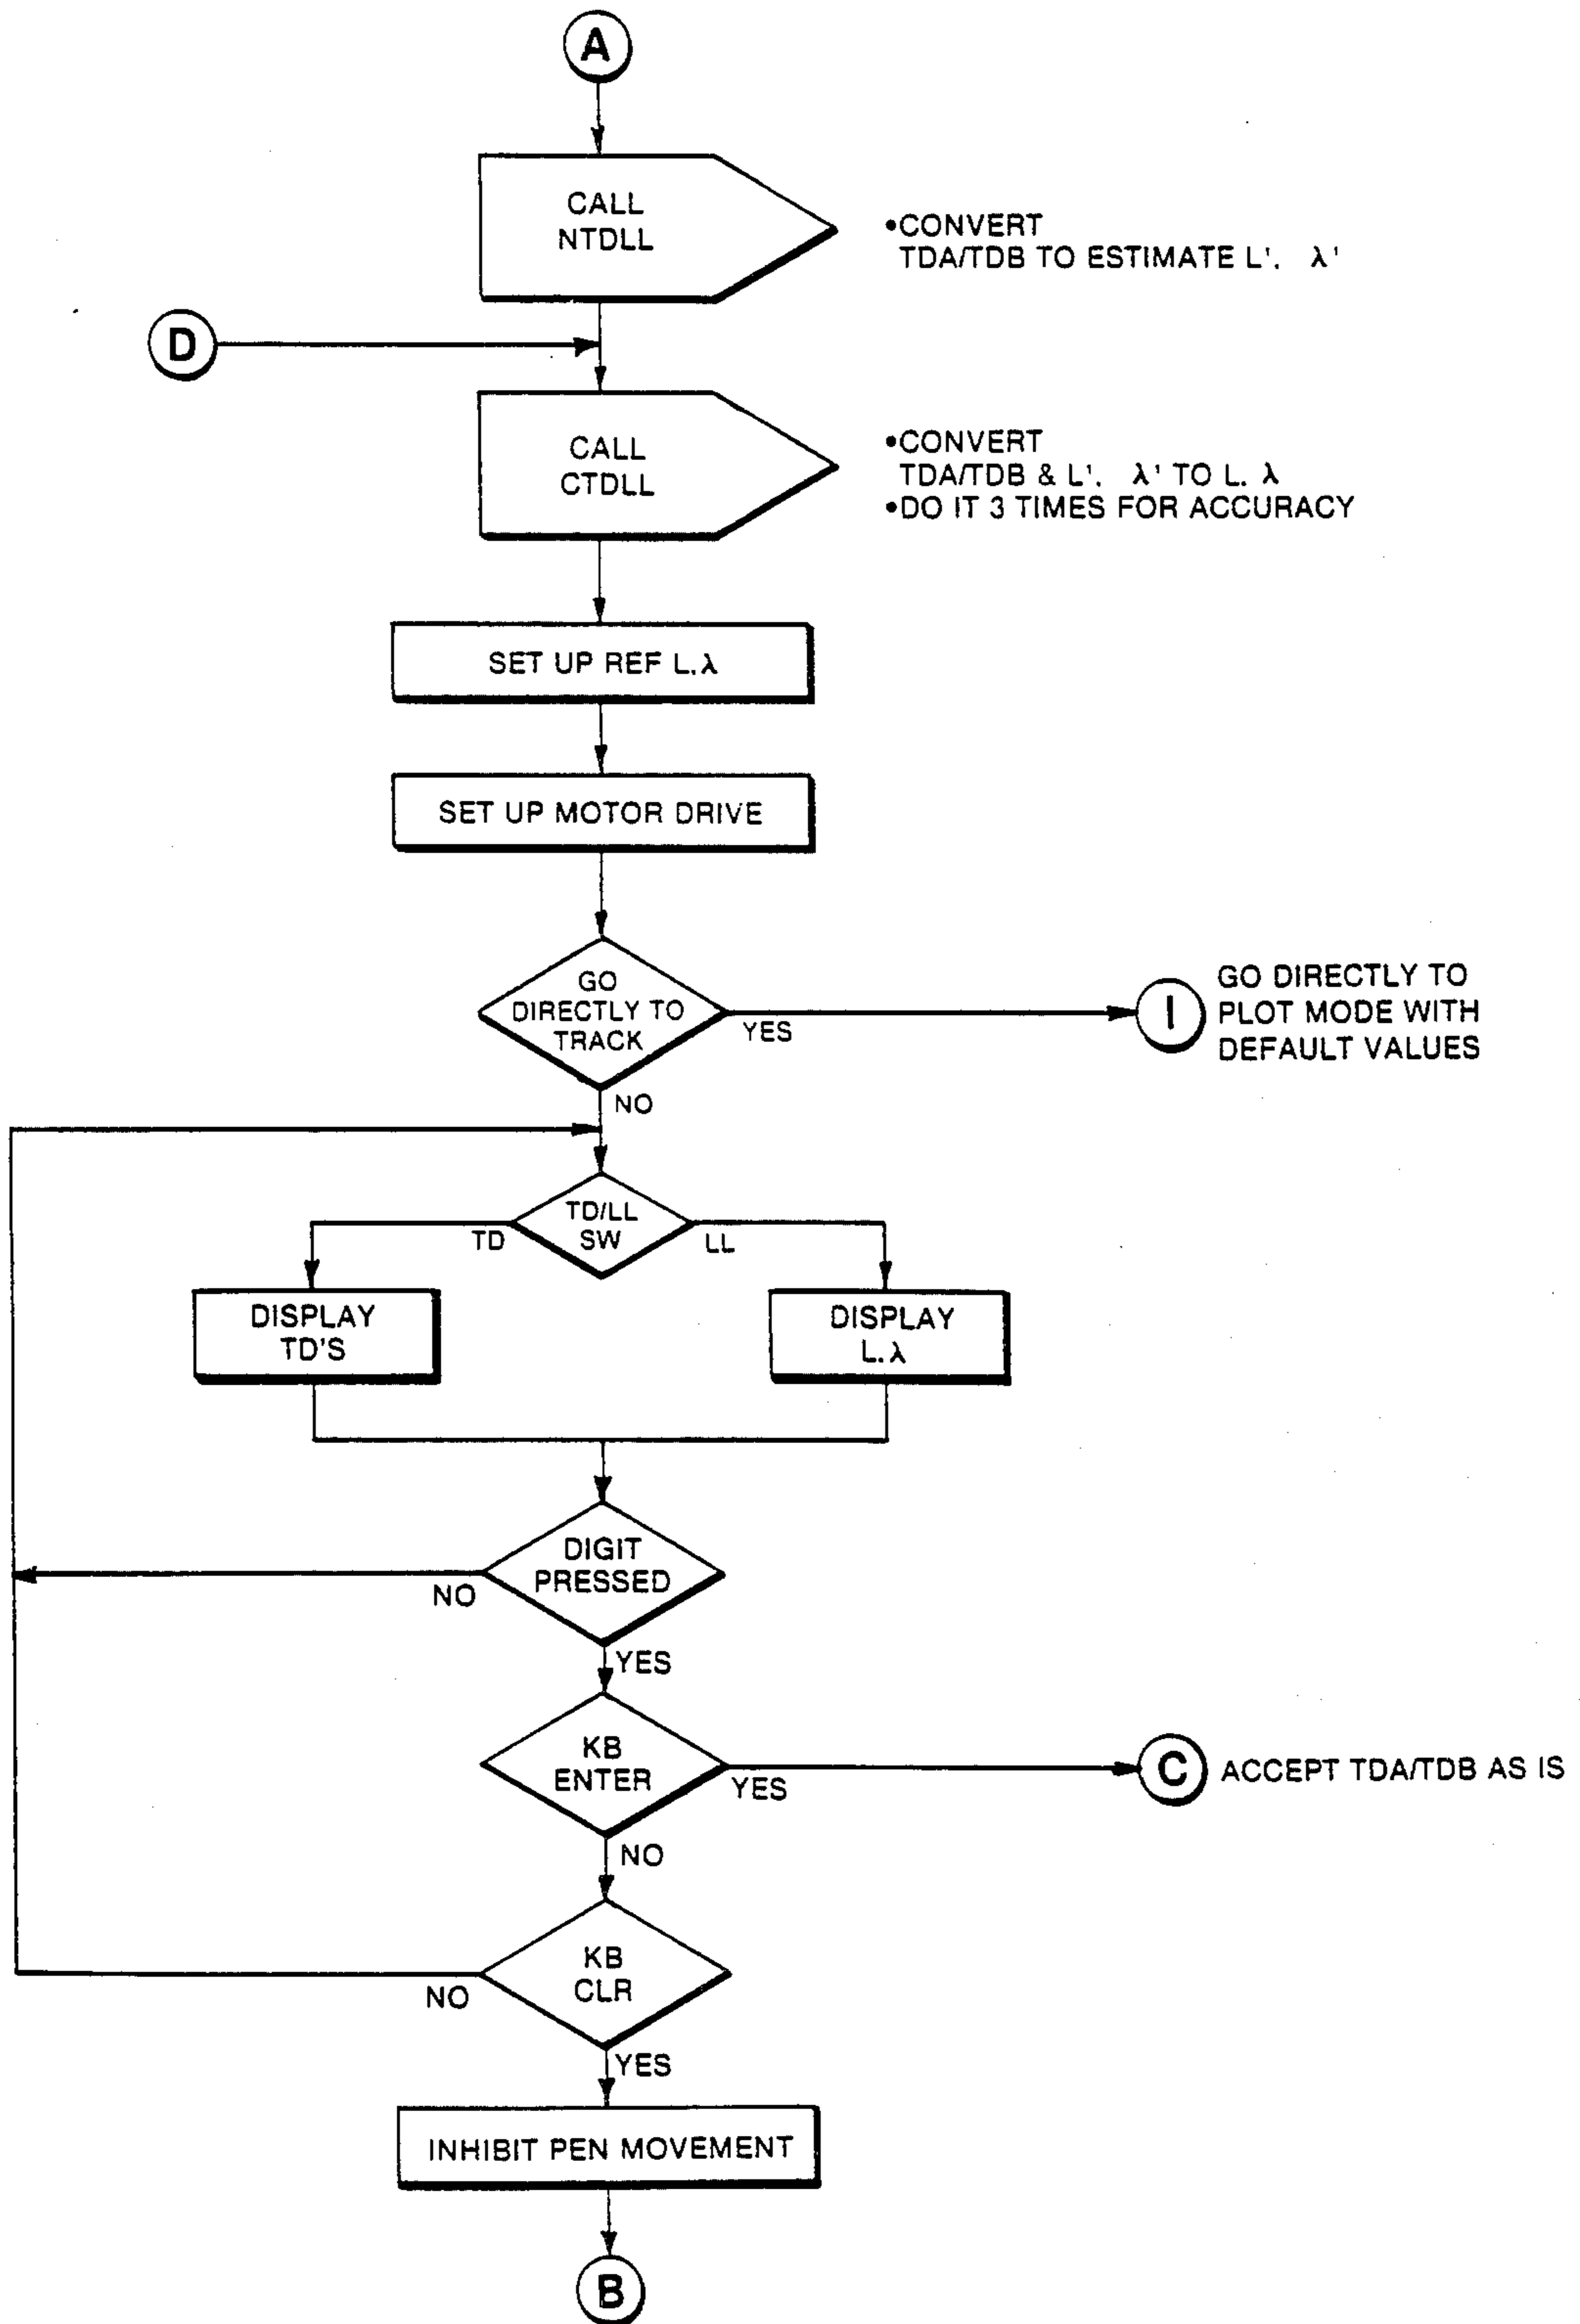 A
CALL
NTDLL
•CONVERT
TDA/TDB TO ESTIMATE L'. λ'
D
CALL
CTDLL
•CONVERT
TDA/TDB & L'. λ' TO L. λ
•DO IT 3 TIMES FOR ACCURACY
SET UP REF L.λ
SET UP MOTOR DRIVE
GO
DIRECTLY TO
TRACK
YES
I
GO DIRECTLY TO
PLOT MODE WITH
DEFAULT VALUES
NO
TD/LL
SW
TD
LL
DISPLAY
TD'S
DISPLAY
L.λ
DIGIT
PRESSED
NO
YES
KB
ENTER
YES
C
ACCEPT TDA/TDB AS IS
NO
KB
CLR
NO
YES
INHIBIT PEN MOVEMENT
B